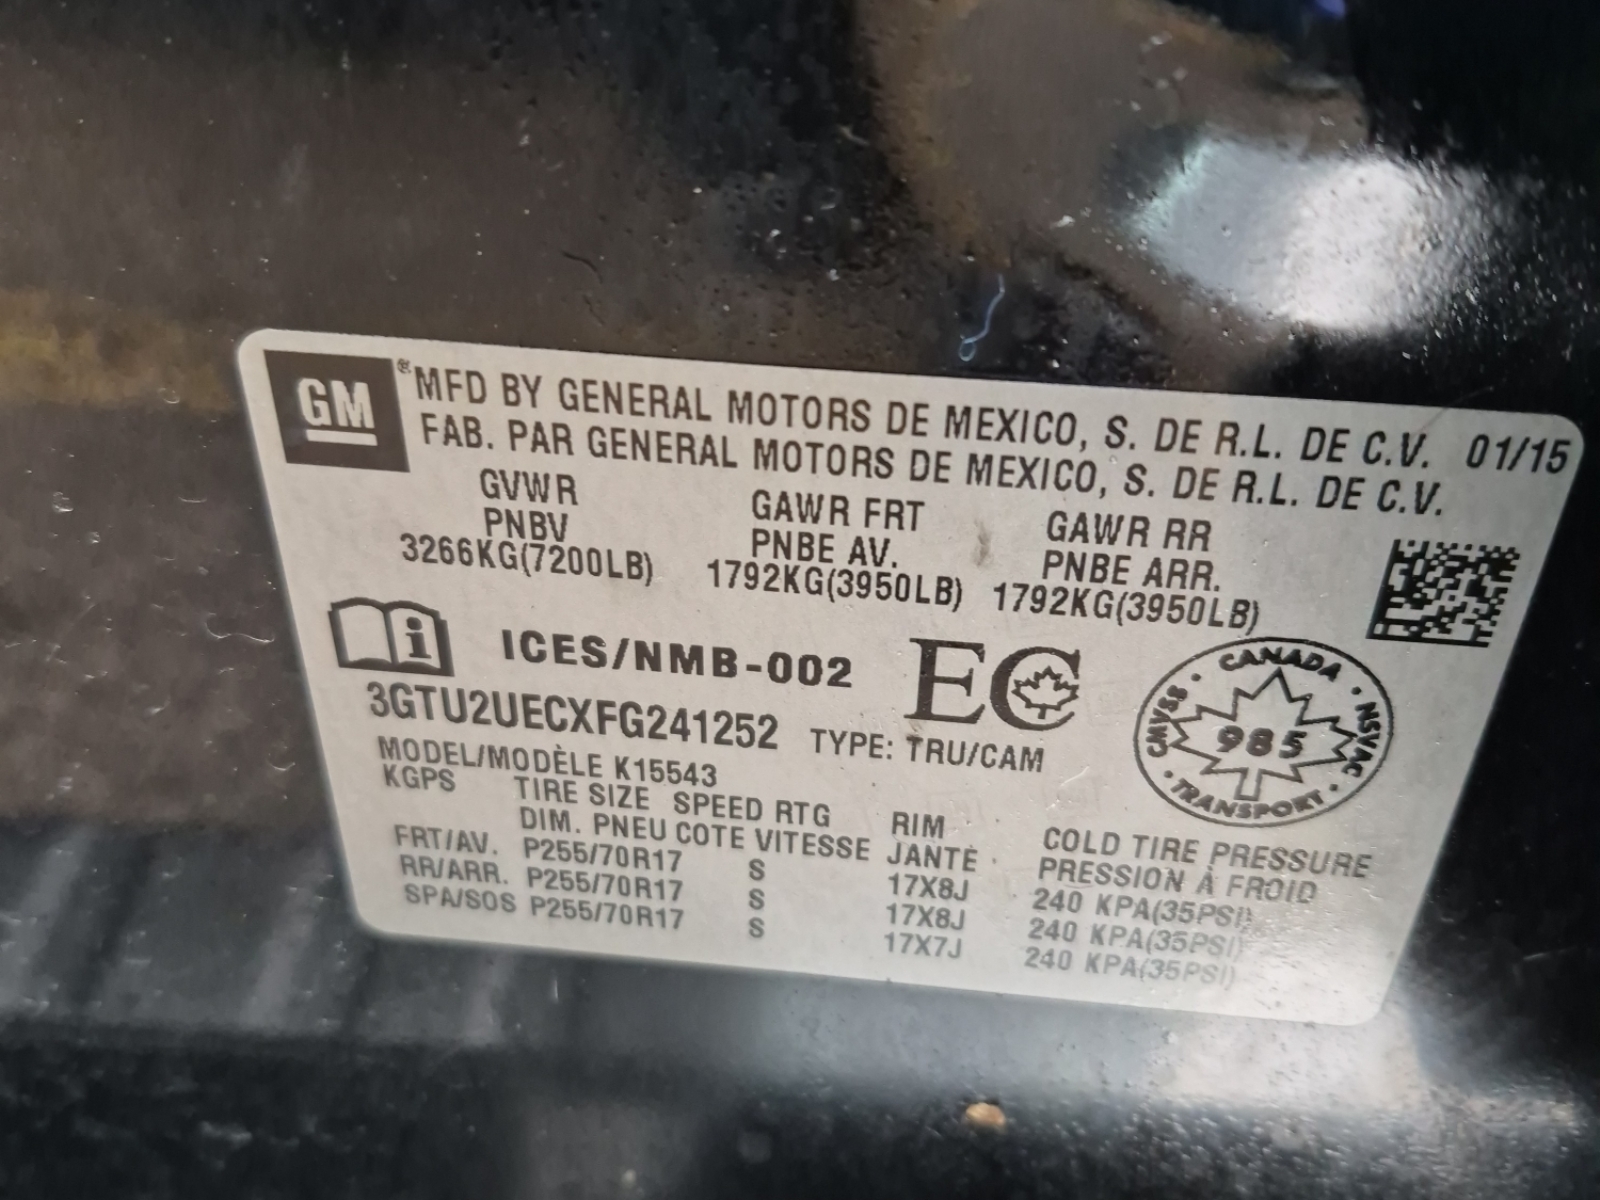 GM® MFD BY GENERAL MOTORS DE MEXICO, S. DE R.L. DE C.V. 01/15
FAB. PAR GENERAL MOTORS DE MEXICO, S. DE R.L. DE C.V.
GVWR GAWR FRT GAWR RR
PNBV PNBE AV. PNBE ARR.
3266KG(7200LB) 1792KG(3950LB) 1792KG(3950LB)
i ICES/NMB-002 EC
CANADA · NSVAC · TRANSPORT · CMVSS · 985
3GTU2UECXFG241252 TYPE: TRU/CAM
MODEL/MODÈLE K15543
KGPS TIRE SIZE SPEED RTG RIM COLD TIRE PRESSURE
DIM. PNEU COTE VITESSE JANTE PRESSION À FROID
FRT/AV. P255/70R17 S 17X8J 240 KPA(35PSI)
RR/ARR. P255/70R17 S 17X8J 240 KPA(35PSI)
SPA/SOS P255/70R17 S 17X7J 240 KPA(35PSI)